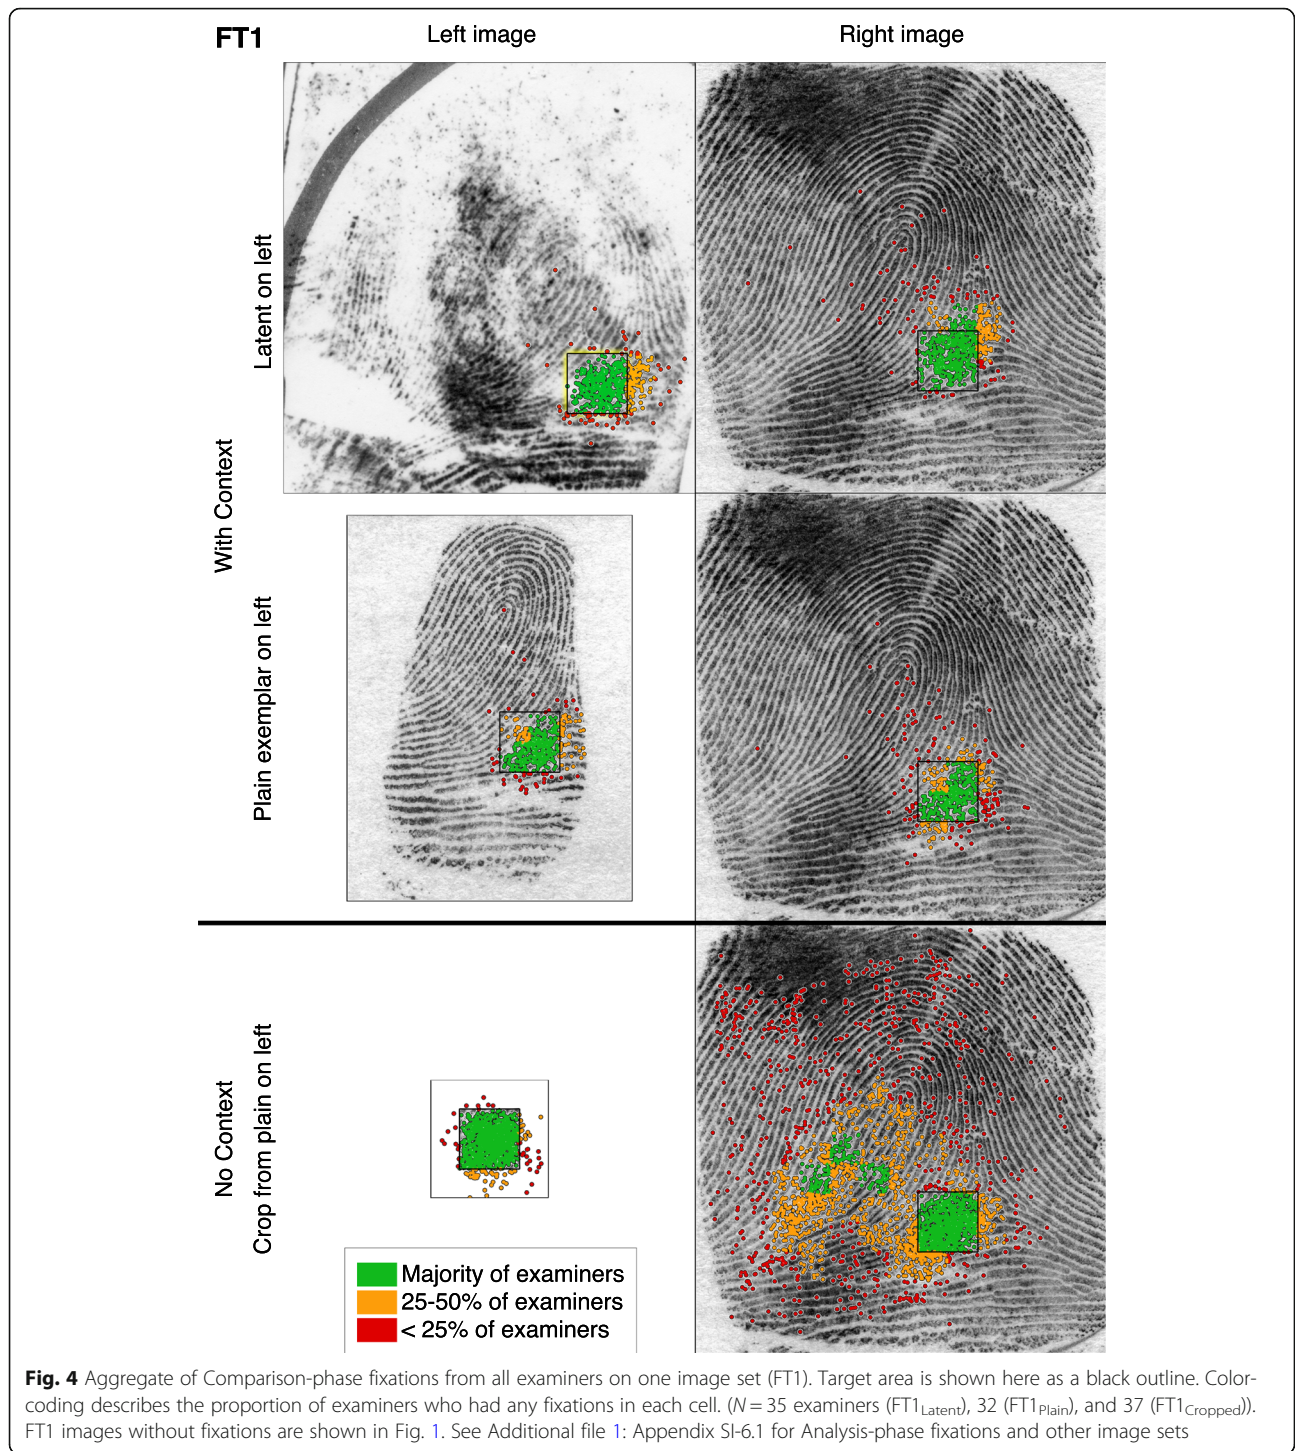 FT1
Left image
Right image
With Context
Latent on left
Plain exemplar on left
No Context
Crop from plain on left
Majority of examiners
25-50% of examiners
< 25% of examiners
Fig. 4 Aggregate of Comparison-phase fixations from all examiners on one image set (FT1). Target area is shown here as a black outline. Color-
coding describes the proportion of examiners who had any fixations in each cell. (N = 35 examiners (FT1Latent), 32 (FT1Plain), and 37 (FT1Cropped)).
FT1 images without fixations are shown in Fig. 1. See Additional file 1: Appendix SI-6.1 for Analysis-phase fixations and other image sets